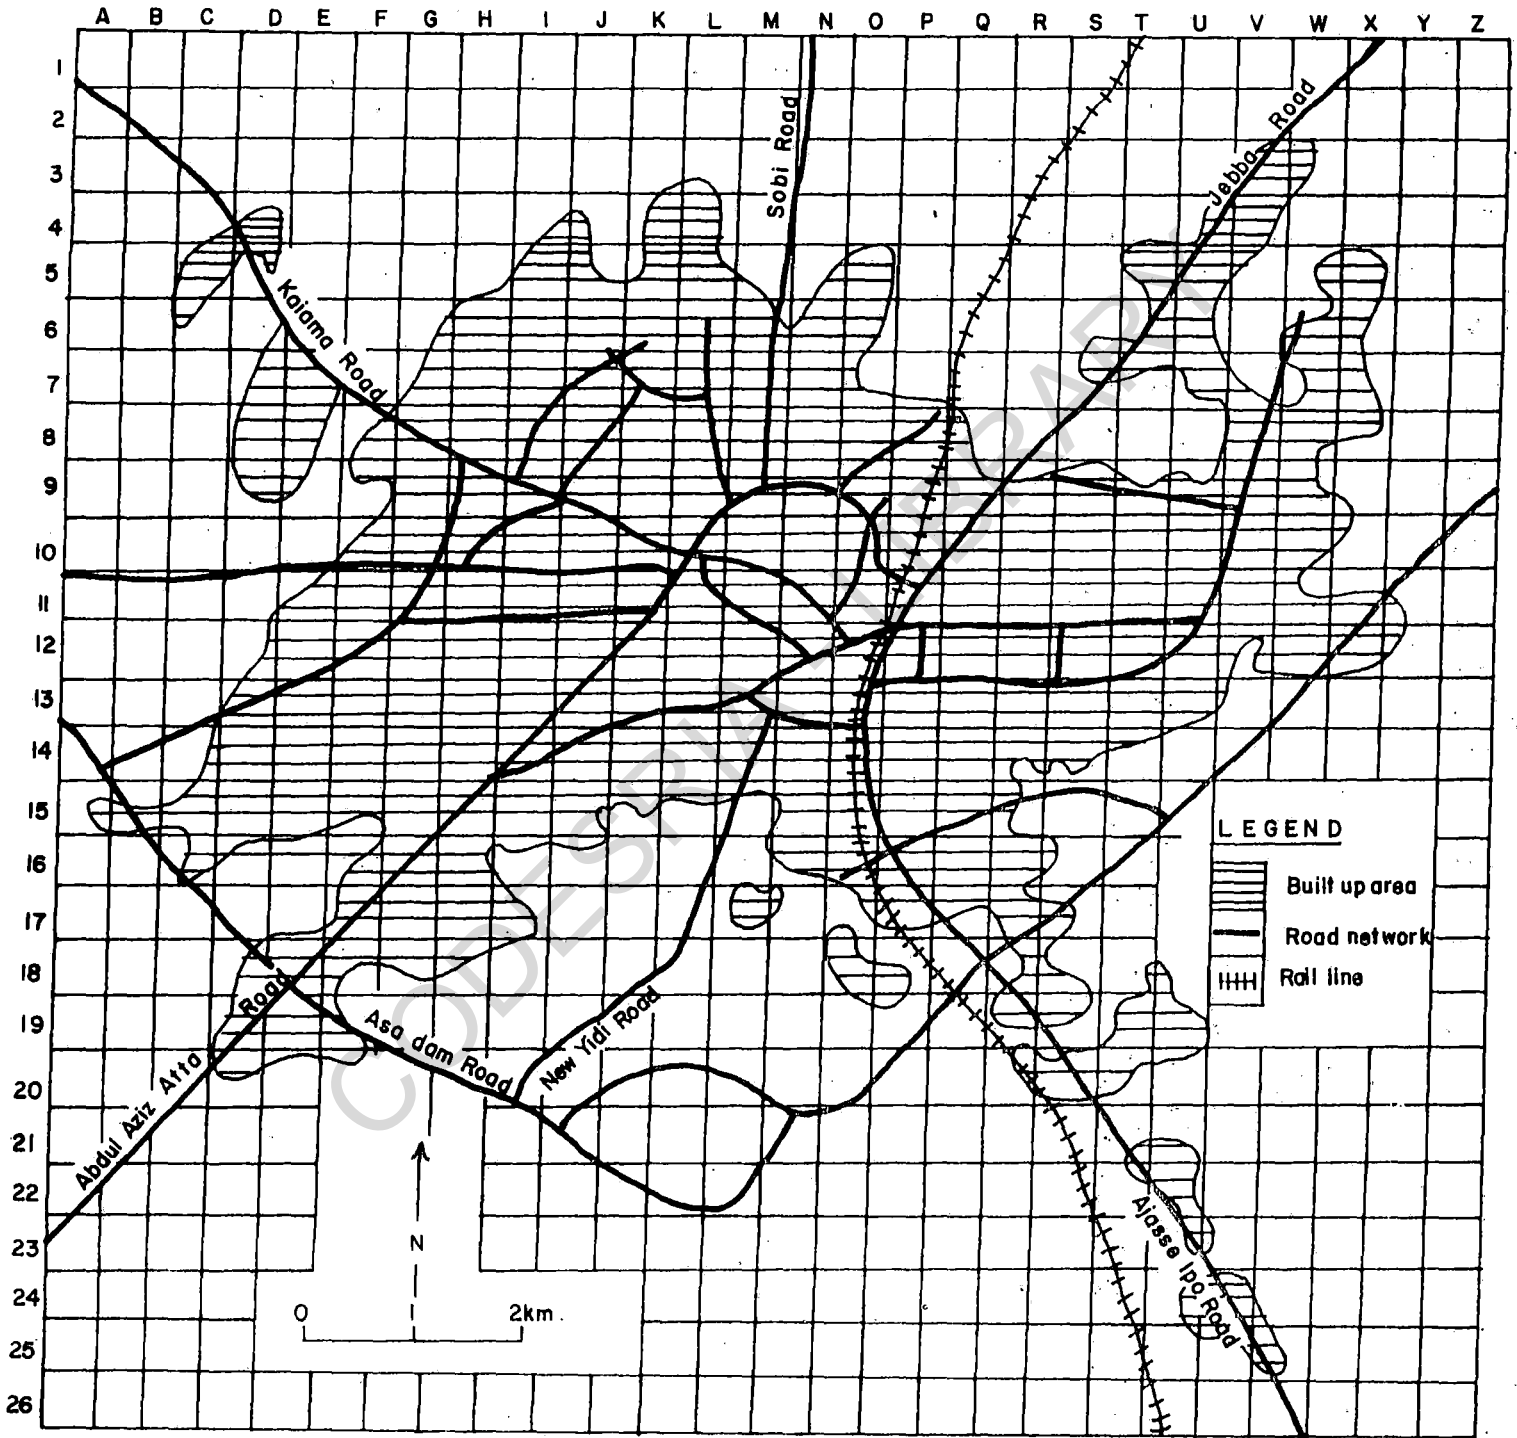 A B C D E F G H I J K L M N O P Q R S T U V W X Y Z
1
2
3
4
5
6
7
8
9
10
11
12
13
14
15
16
17
18
19
20
21
22
23
24
25
26
Sobi Road
Jebba Road
Kaiama Road
Abdul Aziz Atta Road
Asa dam Road
New Yidi Road
Ajasse Ipo Road
CODESRIA LIBRARY
LEGEND
Built up area
Road network
Rail line
N
0 1 2km